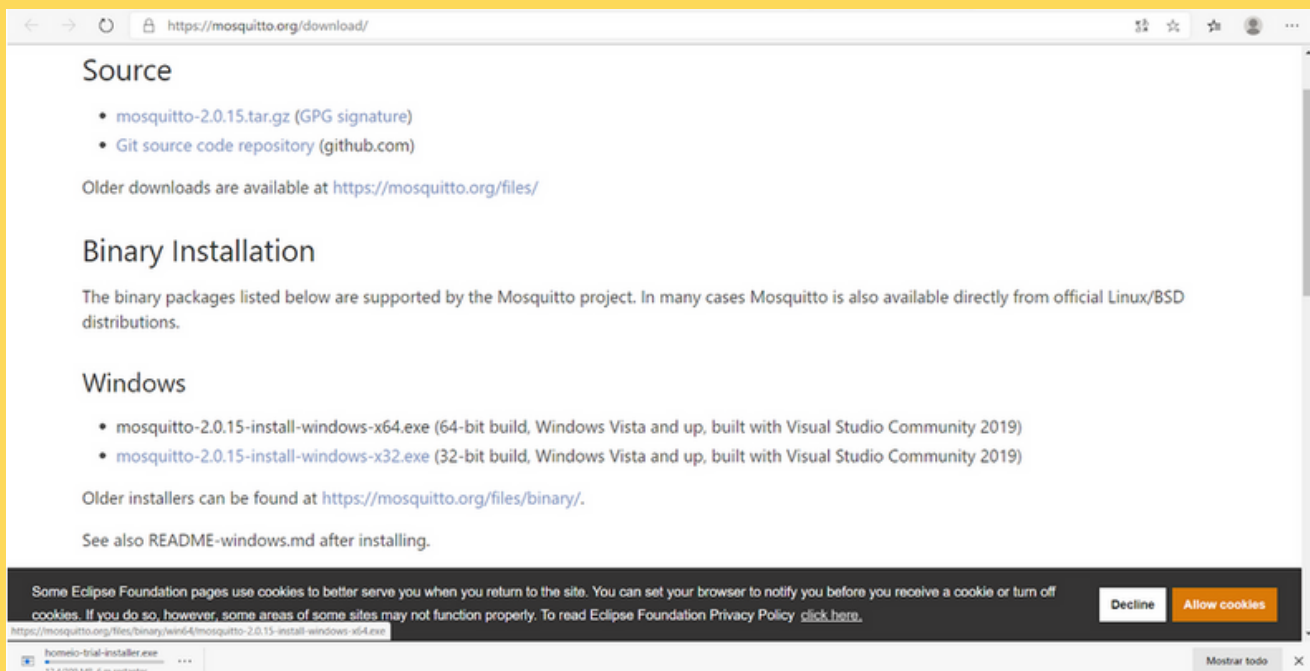 https://mosquitto.org/download/
Source
• mosquitto-2.0.15.tar.gz (GPG signature)
• Git source code repository (github.com)
Older downloads are available at https://mosquitto.org/files/
Binary Installation
The binary packages listed below are supported by the Mosquitto project. In many cases Mosquitto is also available directly from official Linux/BSD
distributions.
Windows
• mosquitto-2.0.15-install-windows-x64.exe (64-bit build, Windows Vista and up, built with Visual Studio Community 2019)
• mosquitto-2.0.15-install-windows-x32.exe (32-bit build, Windows Vista and up, built with Visual Studio Community 2019)
Older installers can be found at https://mosquitto.org/files/binary/.
See also README-windows.md after installing.
Some Eclipse Foundation pages use cookies to better serve you when you return to the site. You can set your browser to notify you before you receive a cookie or turn off
cookies. If you do so, however, some areas of some sites may not function properly. To read Eclipse Foundation Privacy Policy click here.
Decline
Allow cookies
https://mosquitto.org/files/binary/win64/mosquitto-2.0.15-install-windows-x64.exe
homeio-trial-installer.exe
Mostrar todo